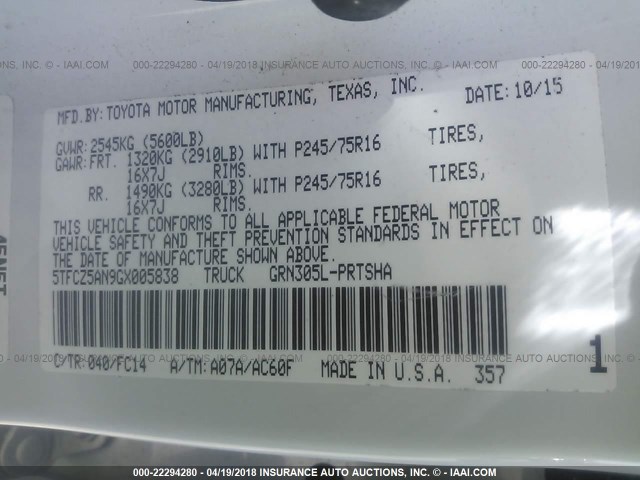 000-22294280 - 04/19/2018 INSURANCE AUTO AUCTIONS - © - IAAI.COM
MFD.BY: TOYOTA MOTOR MANUFACTURING, TEXAS, INC. DATE: 10/15
GVWR: 2545KG (5600LB)
GAWR: FRT. 1320KG (2910LB) WITH P245/75R16 TIRES,
16X7J RIMS.
RR. 1490KG (3280LB) WITH P245/75R16 TIRES,
16X7J RIMS.
THIS VEHICLE CONFORMS TO ALL APPLICABLE FEDERAL MOTOR
VEHICLE SAFETY AND THEFT PREVENTION STANDARDS IN EFFECT ON
THE DATE OF MANUFACTURE SHOWN ABOVE.
5TFCZ5AN9GX005838 TRUCK GRN305L-PRTSHA
C/TR: 040/FC14 A/TM: A07A/AC60F MADE IN U.S.A. 357 1
000-22294280 - 04/19/2018 INSURANCE AUTO AUCTIONS - © - IAAI.COM